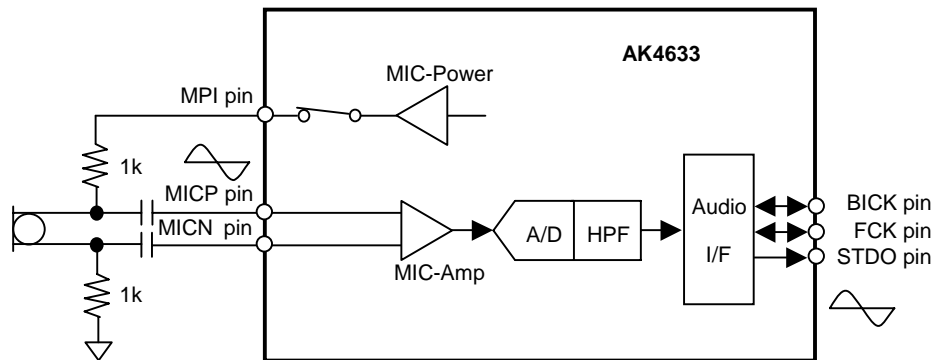 AK4633
MIC-Power
MPI pin
1k
MICP pin
MICN pin
A/D
HPF
Audio
I/F
BICK pin
FCK pin
STDO pin
MIC-Amp
1k